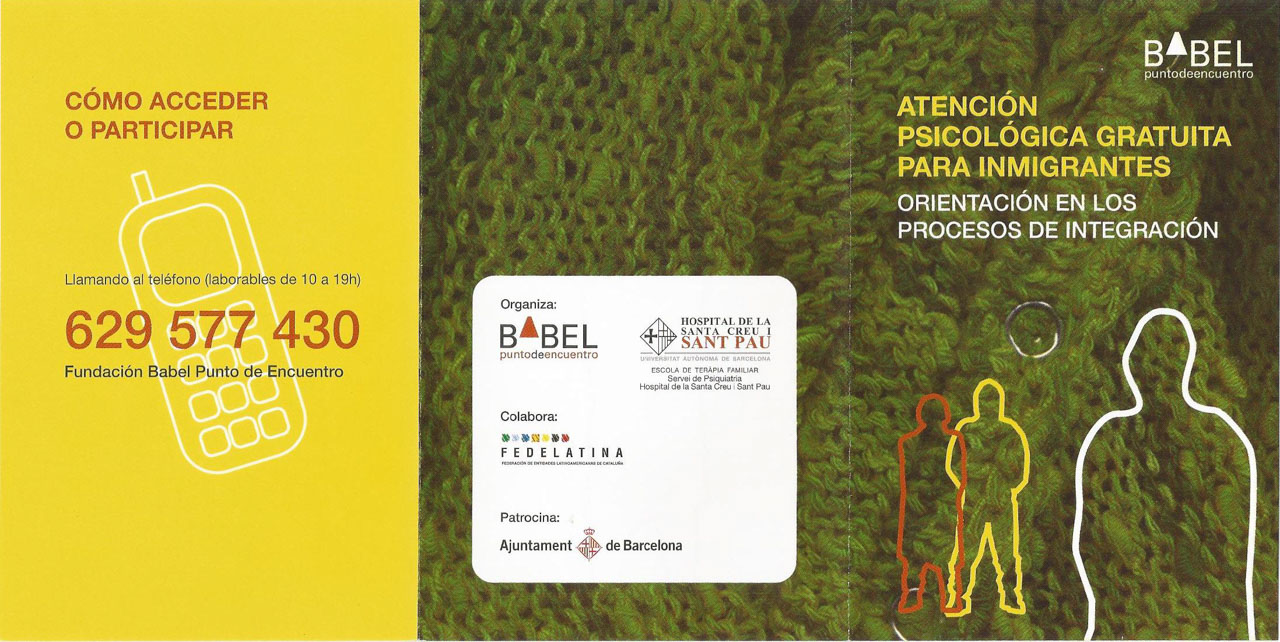 CÓMO ACCEDER
O PARTICIPAR
Llamando al teléfono (laborables de 10 a 19h)
629 577 430
Fundación Babel Punto de Encuentro
Organiza:
BABEL
puntodeencuentro
HOSPITAL DE LA
SANTA CREU I
SANT PAU
UNIVERSITAT AUTÒNOMA DE BARCELONA
ESCOLA DE TERÀPIA FAMILIAR
Servei de Psiquiatria
Hospital de la Santa Creu i Sant Pau
Colabora:
FEDELATINA
FEDERACIÓN DE ENTIDADES LATINOAMERICANAS DE CATALUÑA
Patrocina:
Ajuntament de Barcelona
BABEL
puntodeencuentro
ATENCIÓN
PSICOLÓGICA GRATUITA
PARA INMIGRANTES
ORIENTACIÓN EN LOS
PROCESOS DE INTEGRACIÓN